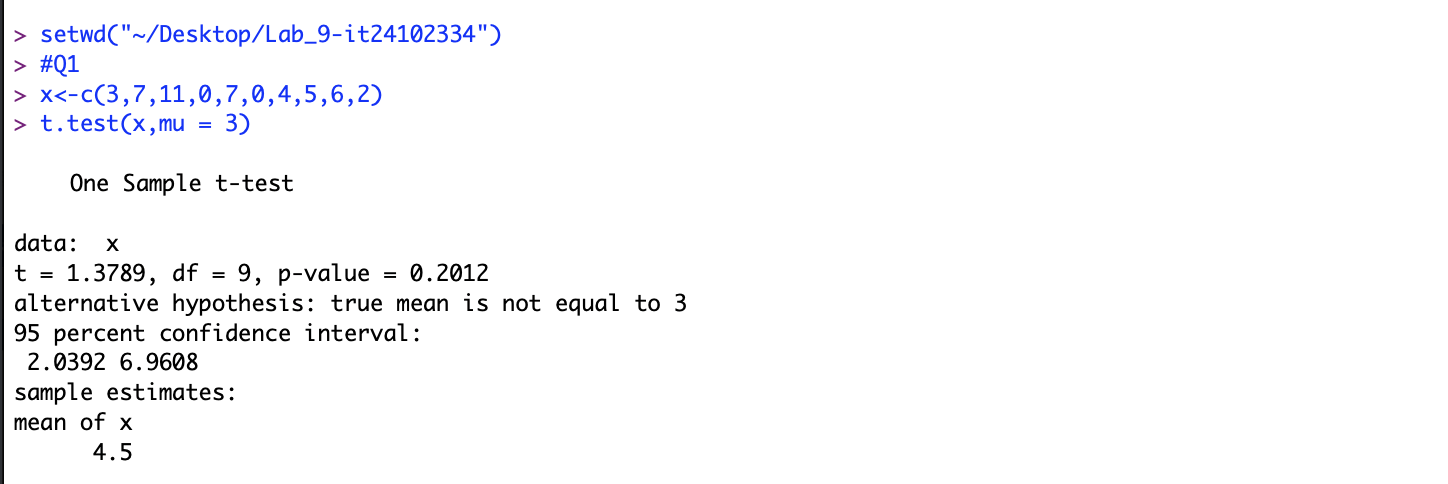 > setwd("~/Desktop/Lab_9-it24102334")
> #Q1
> x<-c(3,7,11,0,7,0,4,5,6,2)
> t.test(x,mu = 3)
One Sample t-test
data:  x
t = 1.3789, df = 9, p-value = 0.2012
alternative hypothesis: true mean is not equal to 3
95 percent confidence interval:
2.0392 6.9608
sample estimates:
mean of x
4.5